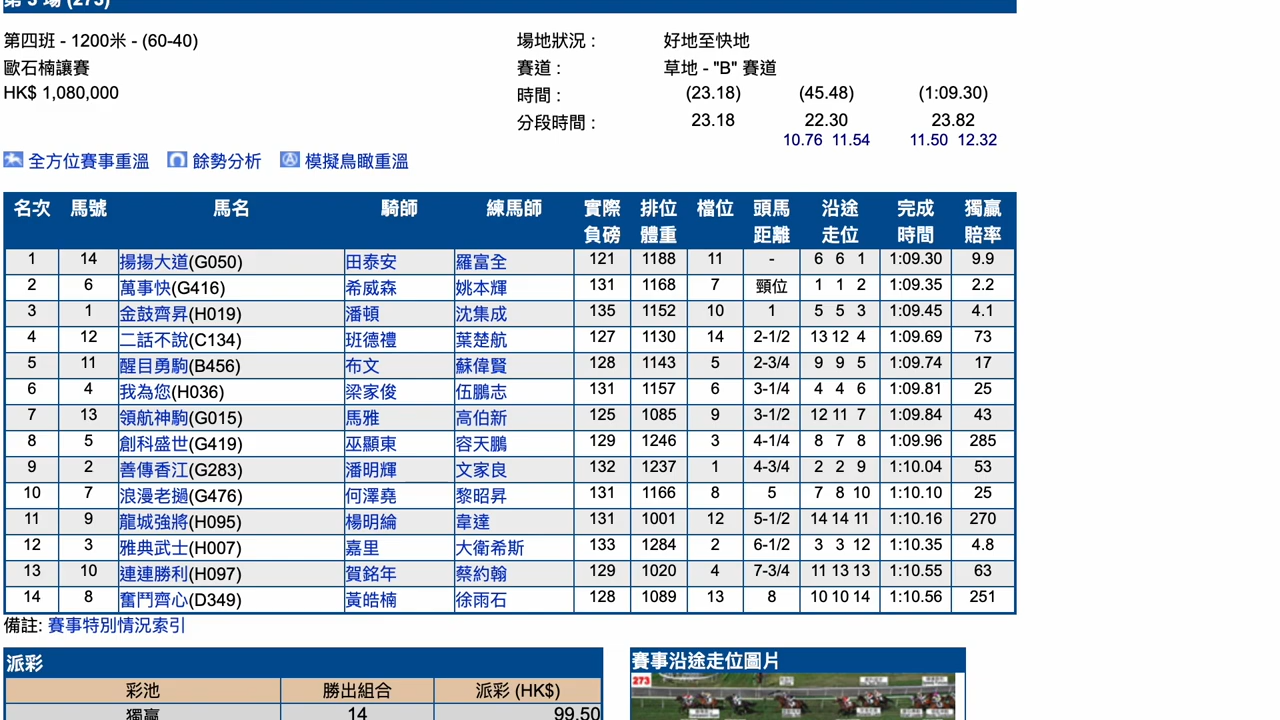 第 5 場 (273)
第四班 - 1200米 - (60-40) 場地狀況 : 好地至快地
歐石楠讓賽 賽道 : 草地 - "B" 賽道
HK$ 1,080,000 時間 : (23.18) (45.48) (1:09.30)
分段時間 : 23.18 22.30 23.82
10.76 11.54 11.50 12.32
全方位賽事重溫 餘勢分析 模擬鳥瞰重溫
名次 馬號 馬名 騎師 練馬師 實際 排位 檔位 頭馬 沿途 完成 獨贏
負磅 體重 距離 走位 時間 賠率
1 14 揚揚大道(G050) 田泰安 羅富全 121 1188 11 - 6 6 1 1:09.30 9.9
2 6 萬事快(G416) 希威森 姚本輝 131 1168 7 頸位 1 1 2 1:09.35 2.2
3 1 金鼓齊昇(H019) 潘頓 沈集成 135 1152 10 1 5 5 3 1:09.45 4.1
4 12 二話不說(C134) 班德禮 葉楚航 127 1130 14 2-1/2 13 12 4 1:09.69 73
5 11 醒目勇駒(B456) 布文 蘇偉賢 128 1143 5 2-3/4 9 9 5 1:09.74 17
6 4 我為您(H036) 梁家俊 伍鵬志 131 1157 6 3-1/4 4 4 6 1:09.81 25
7 13 領航神駒(G015) 馬雅 高伯新 125 1085 9 3-1/2 12 11 7 1:09.84 43
8 5 創科盛世(G419) 巫顯東 容天鵬 129 1246 3 4-1/4 8 7 8 1:09.96 285
9 2 善傳香江(G283) 潘明輝 文家良 132 1237 1 4-3/4 2 2 9 1:10.04 53
10 7 浪漫老撾(G476) 何澤堯 黎昭昇 131 1166 8 5 7 8 10 1:10.10 25
11 9 龍城強將(H095) 楊明綸 韋達 131 1001 12 5-1/2 14 14 11 1:10.16 270
12 3 雅典武士(H007) 嘉里 大衛希斯 133 1284 2 6-1/2 3 3 12 1:10.35 4.8
13 10 連連勝利(H097) 賀銘年 蔡約翰 129 1020 4 7-3/4 11 13 13 1:10.55 63
14 8 奮鬥齊心(D349) 黃皓楠 徐雨石 128 1089 13 8 10 10 14 1:10.56 251
備註: 賽事特別情況索引
派彩 賽事沿途走位圖片
彩池 勝出組合 派彩 (HK$) 273
獨贏 14 99.50